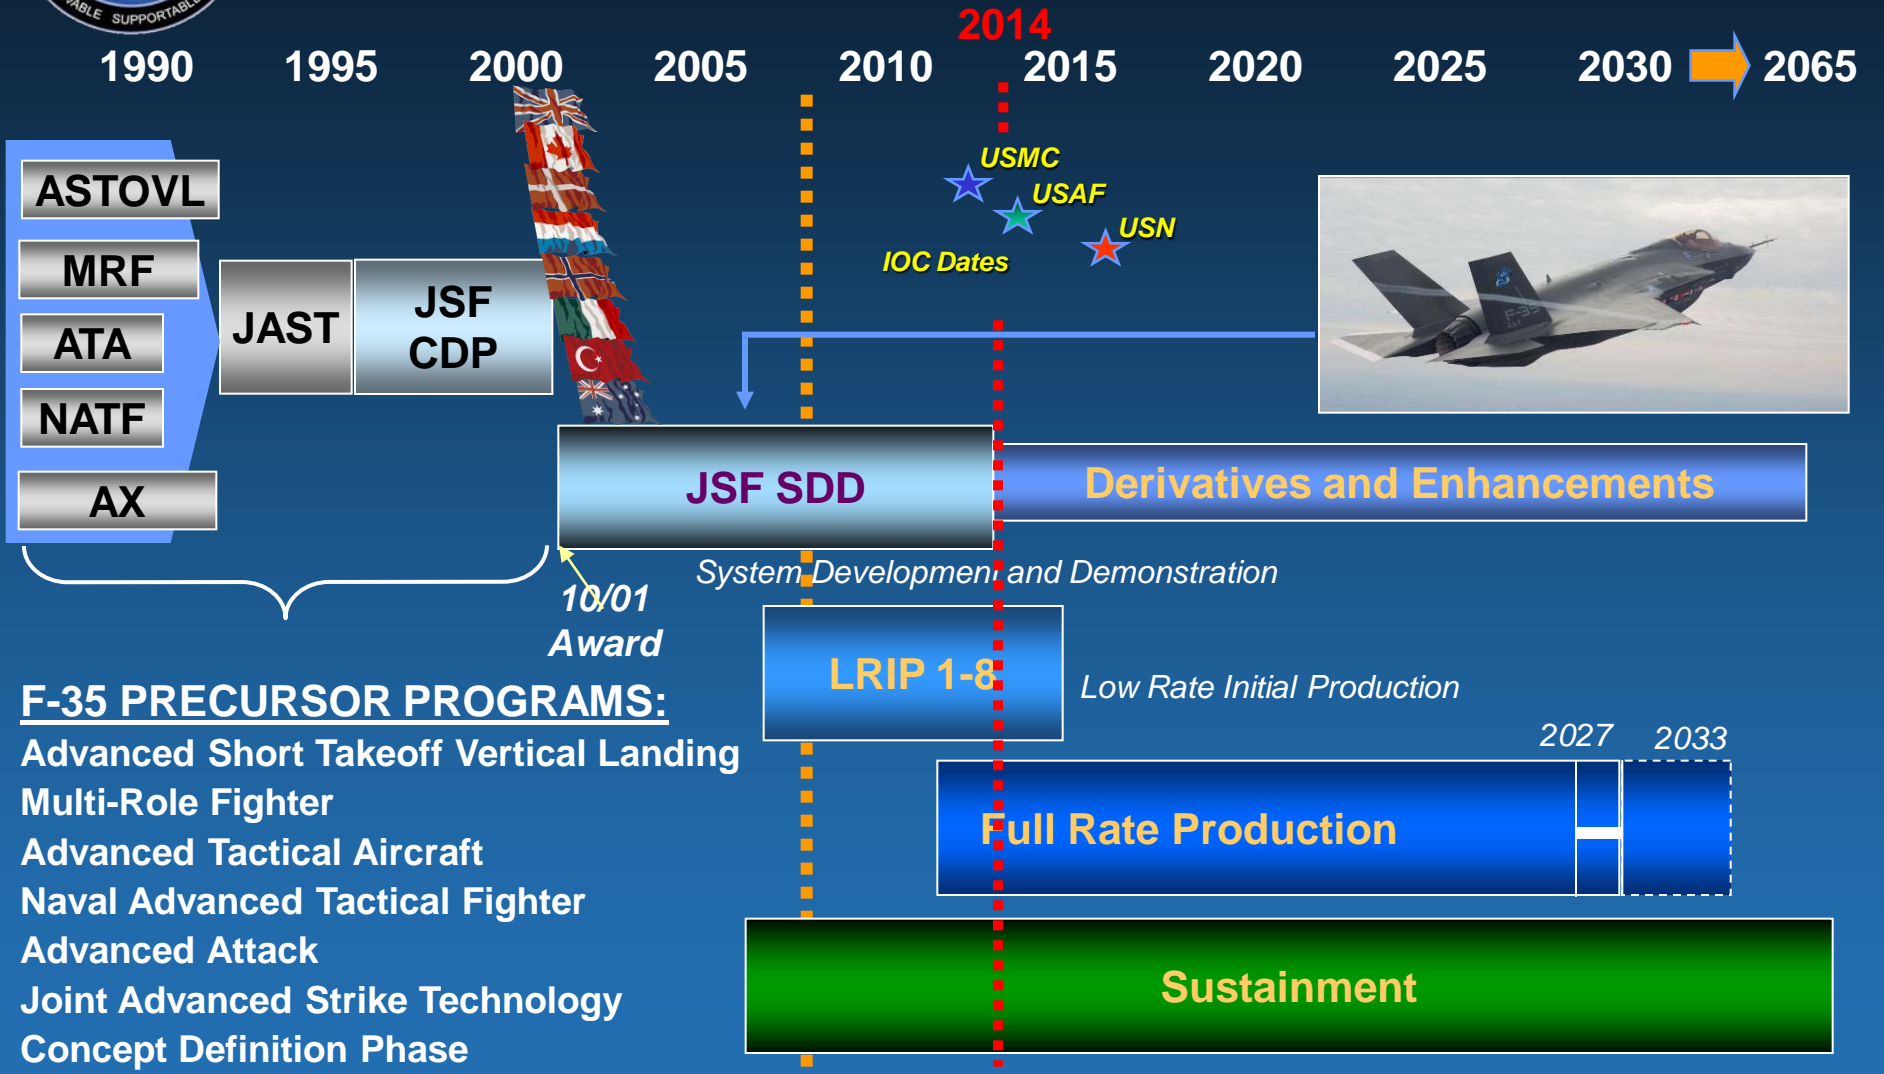 ABLE SUPPORTABLE
2014
1990 1995 2000 2005 2010 2015 2020 2025 2030 2065
USMC
USAF
USN
IOC Dates
ASTOVL
MRF
ATA
NATF
AX
JAST
JSF
CDP
F-35
JSF SDD
Derivatives and Enhancements
System Development and Demonstration
10/01
Award
LRIP 1-8
Low Rate Initial Production
2027 2033
Full Rate Production
Sustainment
F-35 PRECURSOR PROGRAMS:
Advanced Short Takeoff Vertical Landing
Multi-Role Fighter
Advanced Tactical Aircraft
Naval Advanced Tactical Fighter
Advanced Attack
Joint Advanced Strike Technology
Concept Definition Phase